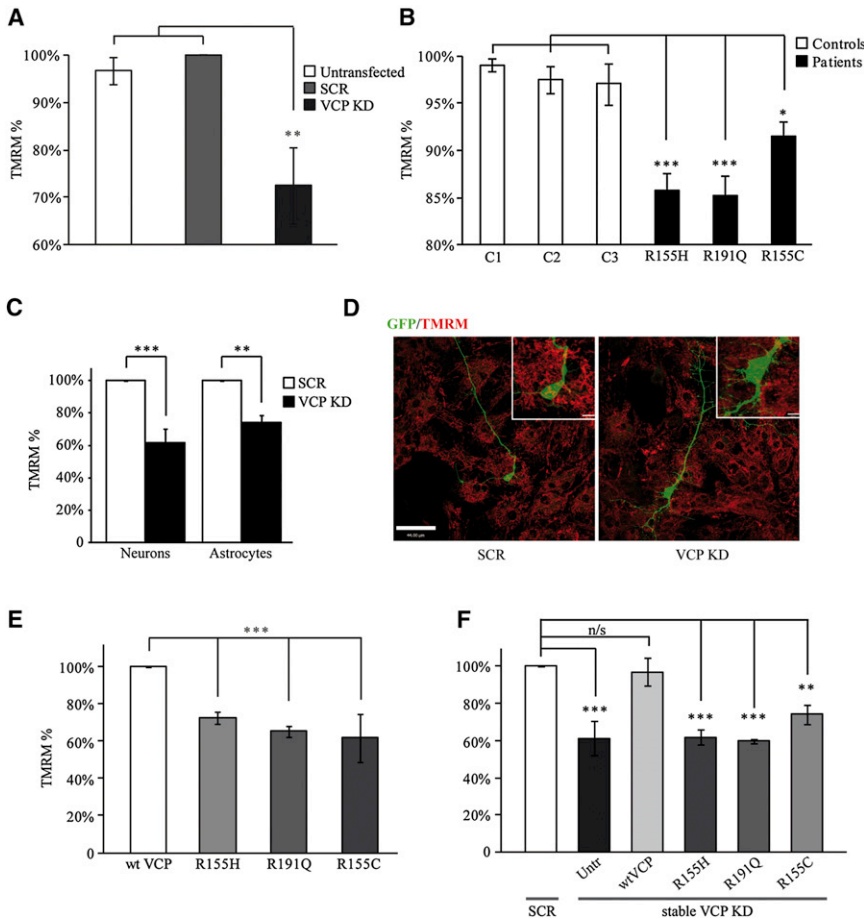 A
Untransfected
SCR
VCP KD
TMRM %
100%
90%
80%
70%
60%
**
B
Controls
Patients
TMRM %
100%
95%
90%
85%
80%
***
***
*
C1 C2 C3 R155H R191Q R155C
C
***
**
SCR
VCP KD
TMRM %
100%
80%
60%
40%
20%
0
Neurons Astrocytes
D
GFP/TMRM
SCR VCP KD
E
***
TMRM %
100%
80%
60%
40%
20%
0
wt VCP R155H R191Q R155C
F
n/s
100%
80%
60%
40%
20%
0
***
***
***
**
Untr wtVCP R155H R191Q R155C
SCR stable VCP KD